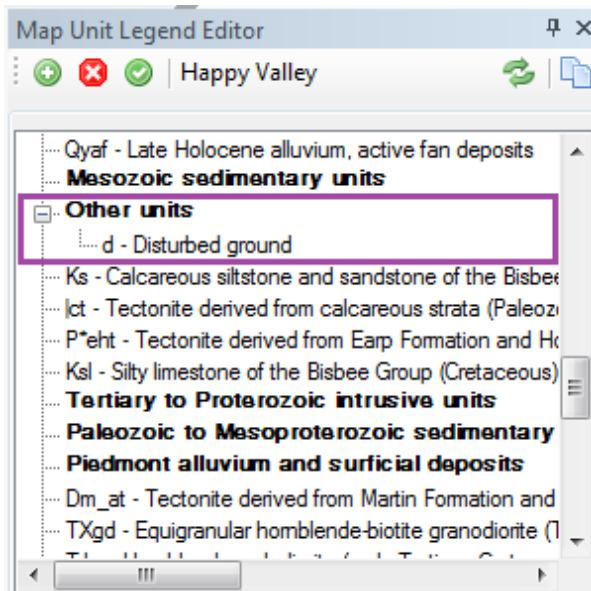 Map Unit Legend Editor
Happy Valley
Qyaf - Late Holocene alluvium, active fan deposits
Mesozoic sedimentary units
Other units
d - Disturbed ground
Ks - Calcareous siltstone and sandstone of the Bisbee
lct - Tectonite derived from calcareous strata (Paleozo
P*eht - Tectonite derived from Earp Formation and Ho
Ksl - Silty limestone of the Bisbee Group (Cretaceous)
Tertiary to Proterozoic intrusive units
Paleozoic to Mesoproterozoic sedimentary
Piedmont alluvium and surficial deposits
Dm_at - Tectonite derived from Martin Formation and
TXgd - Equigranular hornblende-biotite granodiorite (T